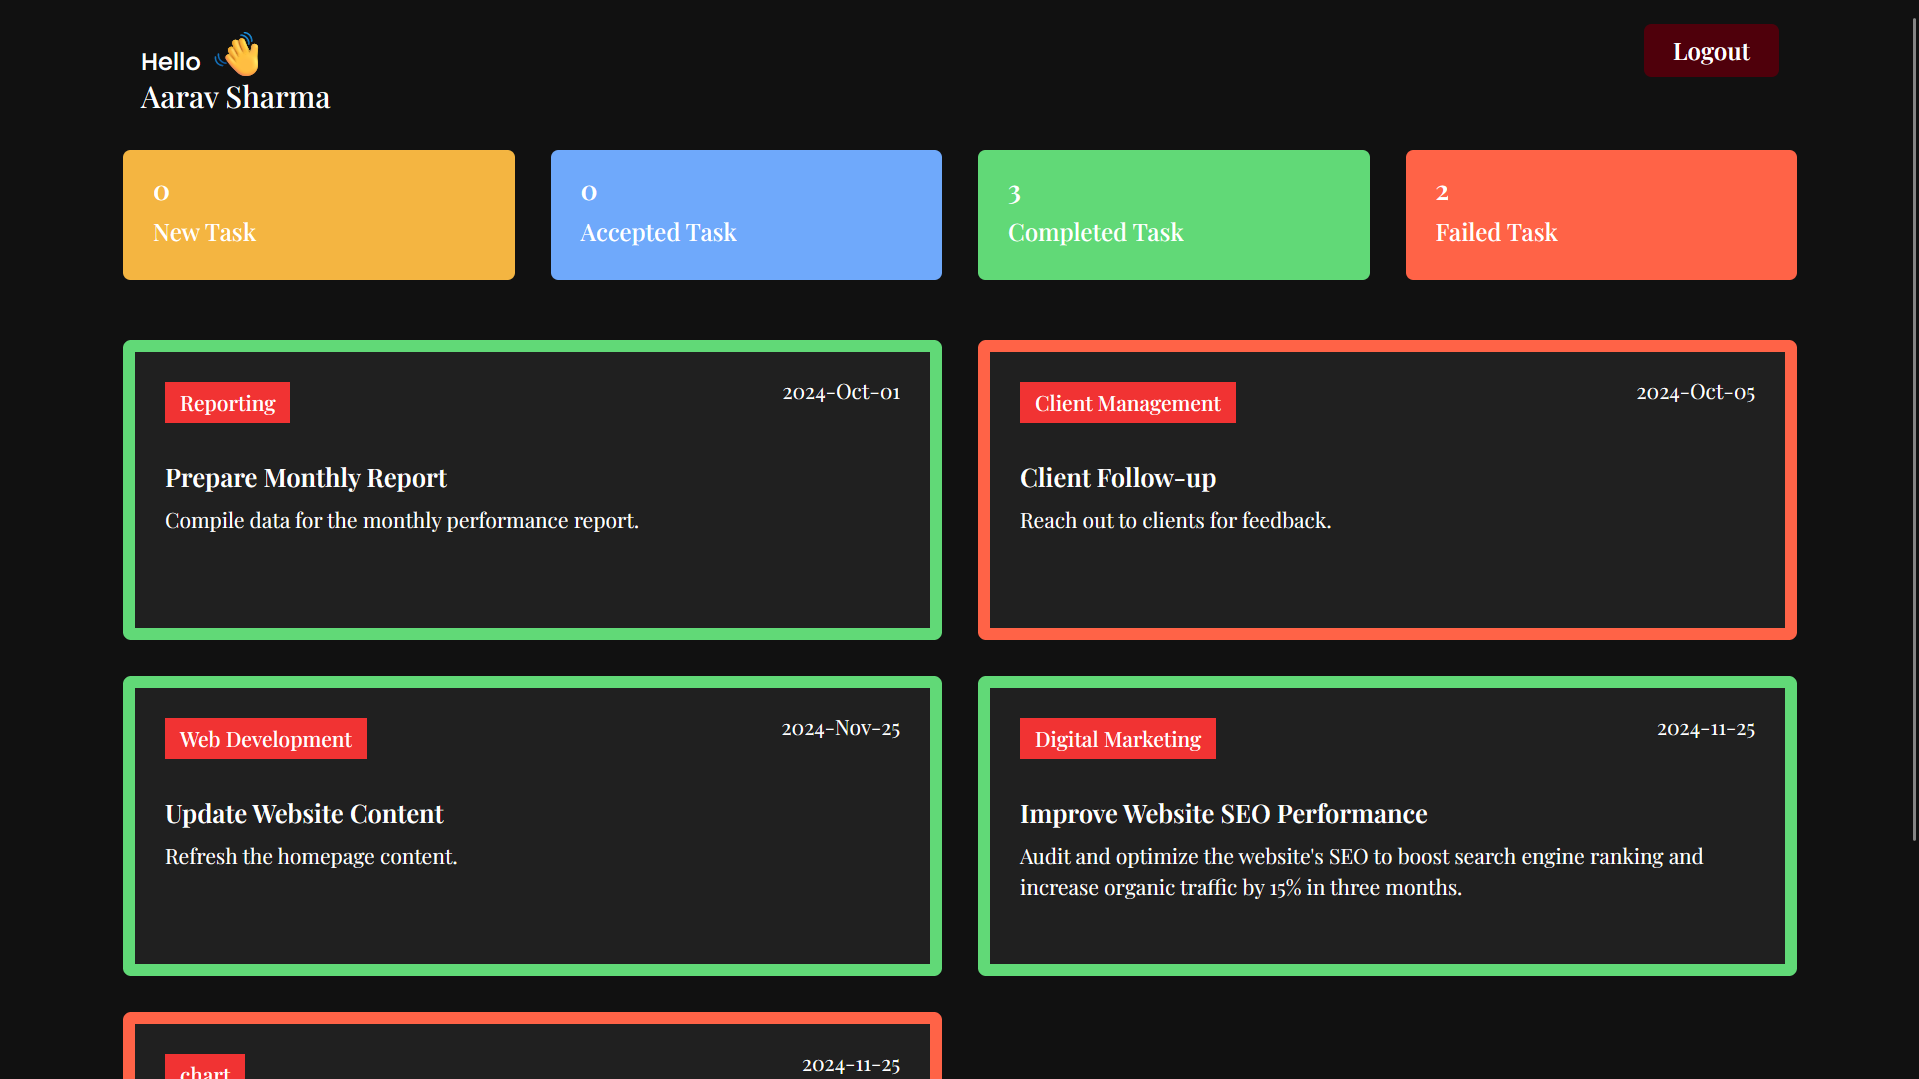 Hello
Aarav Sharma
Logout
0
New Task
0
Accepted Task
3
Completed Task
2
Failed Task
Reporting
2024-Oct-01
Prepare Monthly Report
Compile data for the monthly performance report.
Client Management
2024-Oct-05
Client Follow-up
Reach out to clients for feedback.
Web Development
2024-Nov-25
Update Website Content
Refresh the homepage content.
Digital Marketing
2024-11-25
Improve Website SEO Performance
Audit and optimize the website's SEO to boost search engine ranking and
increase organic traffic by 15% in three months.
chart
2024-11-25